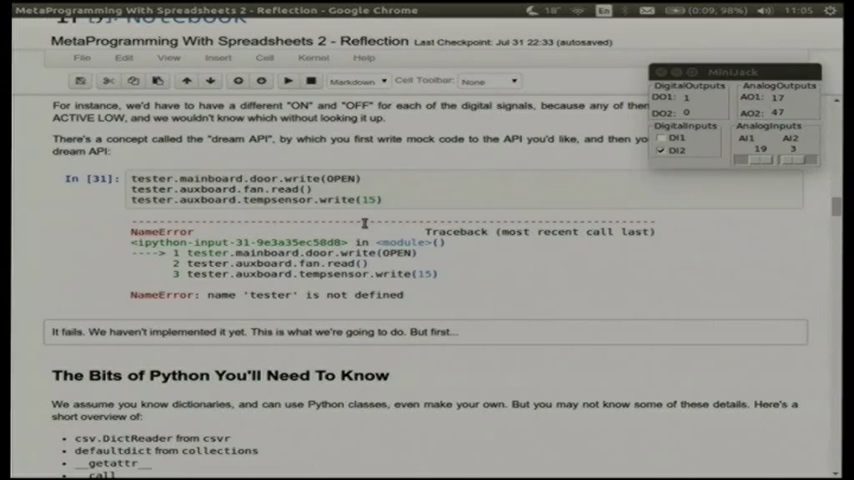 MetaProgramming With Spreadsheets 2 - Reflection - Google Chrome
18° En (0:09, 98%) 11:05
Notebook
MetaProgramming With Spreadsheets 2 - Reflection Last Checkpoint: Jul 31 22:33 (autosaved)
File Edit View Insert Cell Kernel Help
Markdown Cell Toolbar: None
MiniJack
DigitalOutputs AnalogOutputs
DO1: 1 AO1: 17
DO2: 0 AO2: 47
DigitalInputs AnalogInputs
DI1 AI1 AI2
DI2 19 3
For instance, we'd have to have a different "ON" and "OFF" for each of the digital signals, because any of them
ACTIVE LOW, and we wouldn't know which without looking it up.
There's a concept called the "dream API", by which you first write mock code to the API you'd like, and then you
dream API:
In [31]: tester.mainboard.door.write(OPEN)
tester.auxboard.fan.read()
tester.auxboard.tempsensor.write(15)
---------------------------------------------------------------------------
NameError Traceback (most recent call last)
<ipython-input-31-9e3a35ec58d8> in <module>()
----> 1 tester.mainboard.door.write(OPEN)
2 tester.auxboard.fan.read()
3 tester.auxboard.tempsensor.write(15)
NameError: name 'tester' is not defined
It fails. We haven't implemented it yet. This is what we're going to do. But first...
The Bits of Python You'll Need To Know
We assume you know dictionaries, and can use Python classes, even make your own. But you may not know some of these details. Here's a
short overview of:
• csv.DictReader from csvr
• defaultdict from collections
• __getattr__
• __call__